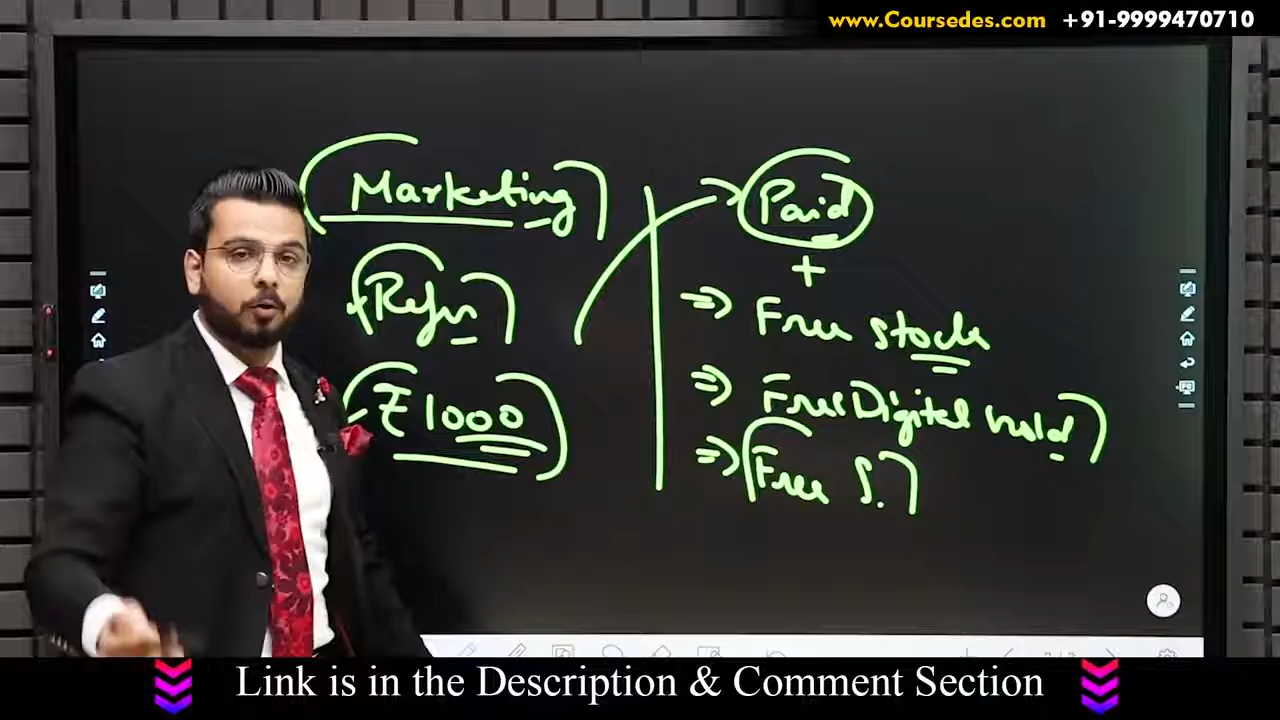 www.Coursedes.com +91-9999470710
Marketing
Refer
₹1000
Paid
+
Free stock
Free Digital Gold
Free S.
Link is in the Description & Comment Section